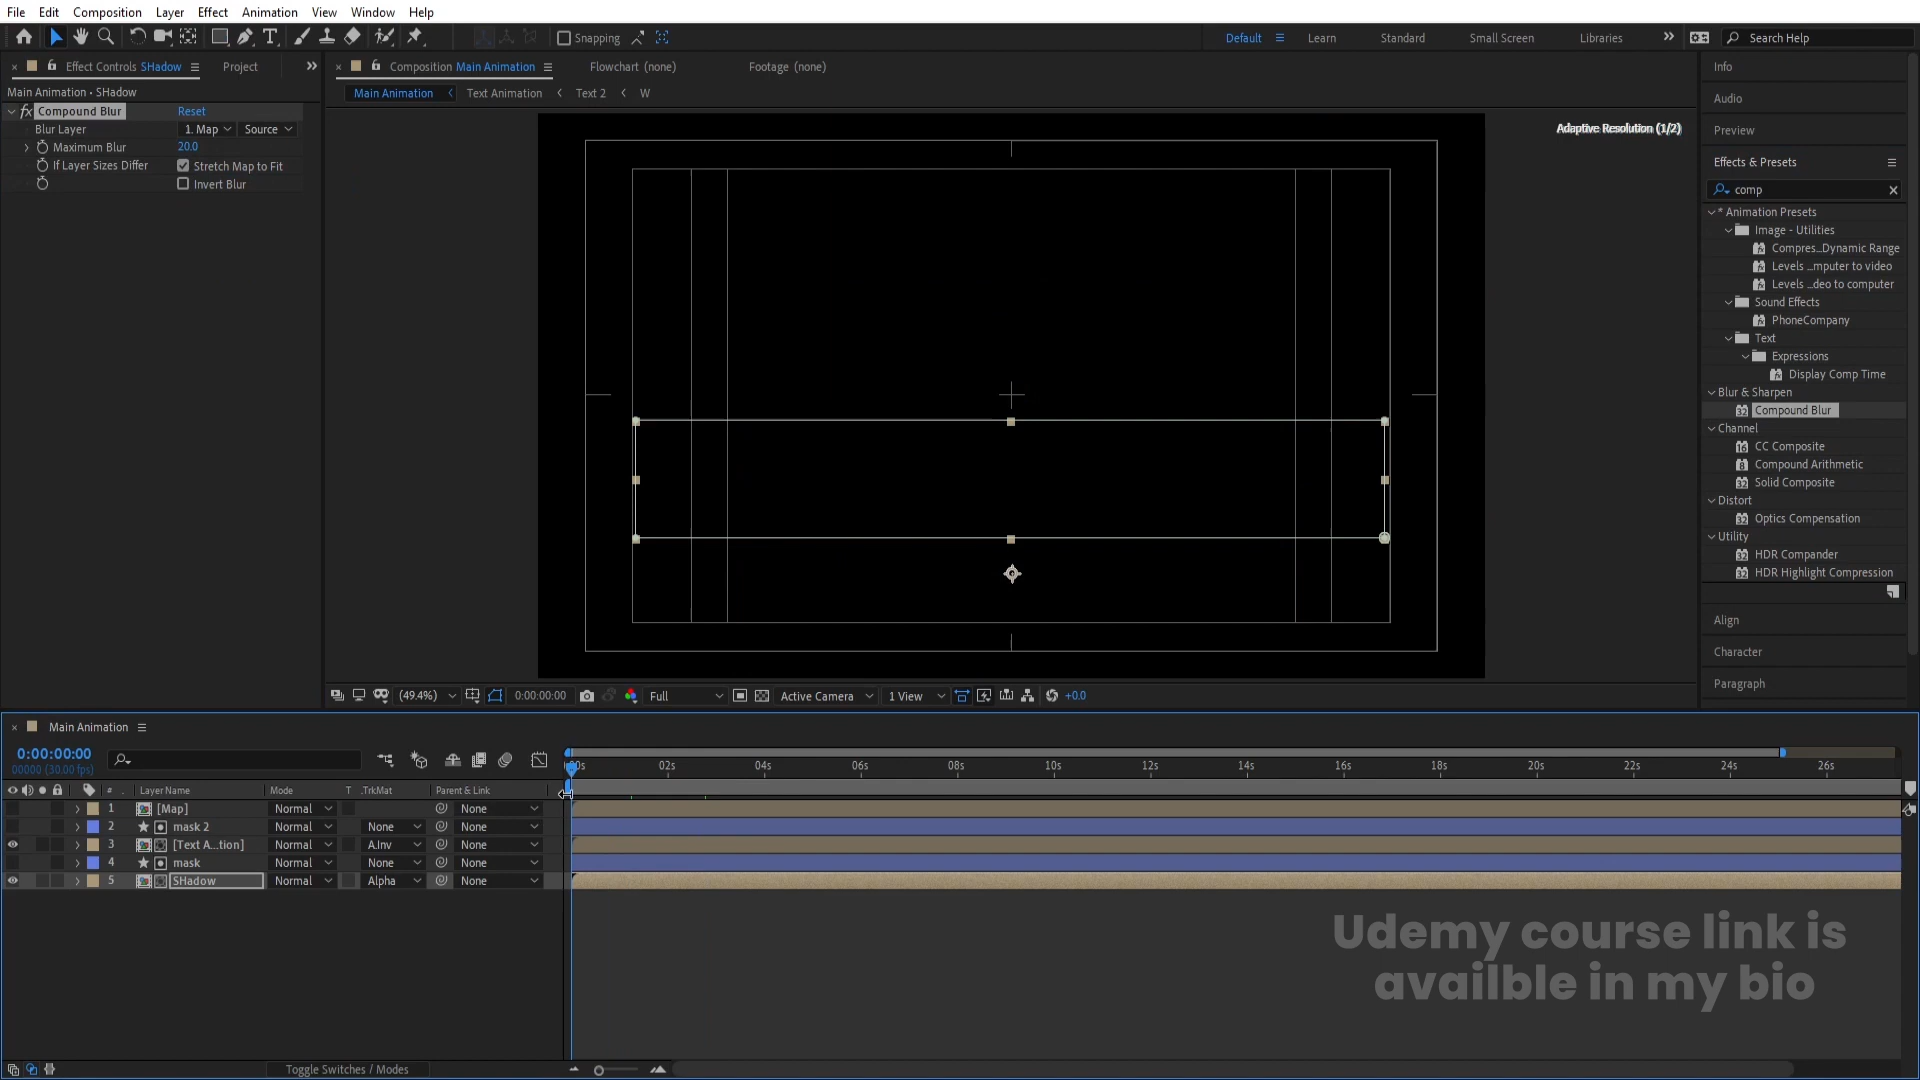 File Edit Composition Layer Effect Animation View Window Help
Snapping
Default Learn Standard Small Screen Libraries Search Help
Effect Controls SHadow Project
Composition Main Animation Flowchart (none) Footage (none)
Main Animation • SHadow
Main Animation Text Animation Text 2 W
fx Compound Blur Reset
Blur Layer 1. Map Source
Maximum Blur 20.0
If Layer Sizes Differ Stretch Map to Fit
Invert Blur
Adaptive Resolution (1/2)
Info
Audio
Preview
Effects & Presets
comp
* Animation Presets
Image - Utilities
Compres...Dynamic Range
Levels ...mputer to video
Levels ...deo to computer
Sound Effects
PhoneCompany
Text
Expressions
Display Comp Time
Blur & Sharpen
32 Compound Blur
Channel
16 CC Composite
8 Compound Arithmetic
32 Solid Composite
Distort
32 Optics Compensation
Utility
32 HDR Compander
32 HDR Highlight Compression
Align
Character
Paragraph
(49.4%) 0:00:00:00 Full Active Camera 1 View +0.0
Main Animation
0:00:00:00
00000 (30.00 fps)
:00s 02s 04s 06s 08s 10s 12s 14s 16s 18s 20s 22s 24s 26s
# Layer Name Mode T .TrkMat Parent & Link
1 [Map] Normal None
2 mask 2 Normal None None
3 [Text A...tion] Normal A.Inv None
4 mask Normal None None
5 SHadow Normal Alpha None
Udemy course link is
availble in my bio
Toggle Switches / Modes